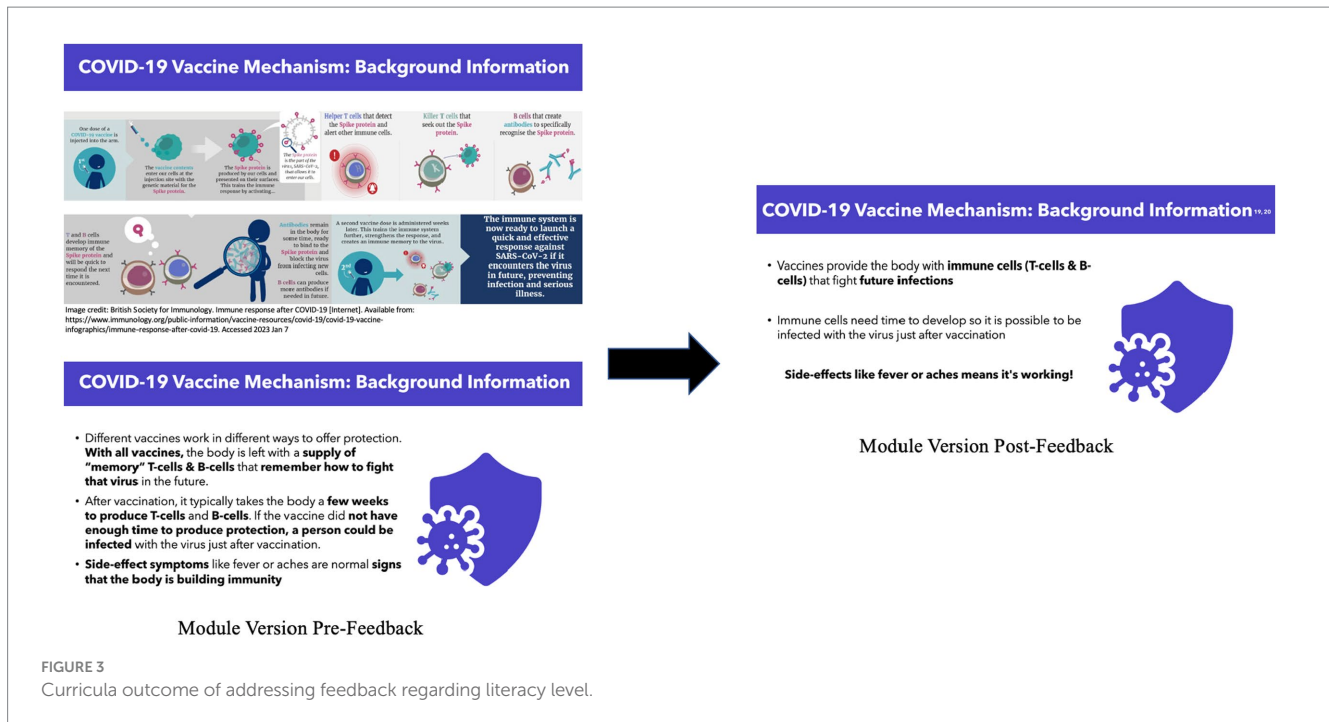 COVID-19 Vaccine Mechanism: Background Information
One dose of a
COVID-19 vaccine is
injected into the arm.
The vaccine contents
enter our cells at the
injection site with the
genetic material for the
Spike protein.
The Spike protein is
produced by our cells and
presented on their surfaces.
This trains the immune
response by activating...
The Spike protein
is the part of the
virus, SARS-CoV-2,
that allows it to
enter our cells.
Helper T cells that detect
the Spike protein and
alert other immune cells.
Killer T cells that
seek out the Spike
protein.
B cells that create
antibodies to specifically
recognise the Spike protein.
T and B cells
develop immune
memory of the
Spike protein and
will be quick to
respond the next
time it is
encountered.
Antibodies remain
in the body for
some time, ready
to bind to the
Spike protein and
block the virus
from infecting new
cells.
B cells can produce
more antibodies if
needed in future.
A second vaccine dose is administered weeks
later. This trains the immune system
further, strengthens the response, and
creates an immune memory to the virus.
The immune system is
now ready to launch a
quick and effective
response against
SARS-CoV-2 if it
encounters the virus
in future, preventing
infection and serious
illness.
Image credit: British Society for Immunology. Immune response after COVID-19 [Internet]. Available from:
https://www.immunology.org/public-information/vaccine-resources/covid-19/covid-19-vaccine-
infographics/immune-response-after-covid-19. Accessed 2023 Jan 7
COVID-19 Vaccine Mechanism: Background Information
• Different vaccines work in different ways to offer protection.
With all vaccines, the body is left with a supply of
“memory” T-cells & B-cells that remember how to fight
that virus in the future.
• After vaccination, it typically takes the body a few weeks
to produce T-cells and B-cells. If the vaccine did not have
enough time to produce protection, a person could be
infected with the virus just after vaccination.
• Side-effect symptoms like fever or aches are normal signs
that the body is building immunity
Module Version Pre-Feedback
COVID-19 Vaccine Mechanism: Background Information 19, 20
• Vaccines provide the body with immune cells (T-cells & B-
cells) that fight future infections
• Immune cells need time to develop so it is possible to be
infected with the virus just after vaccination
Side-effects like fever or aches means it's working!
Module Version Post-Feedback
FIGURE 3
Curricula outcome of addressing feedback regarding literacy level.